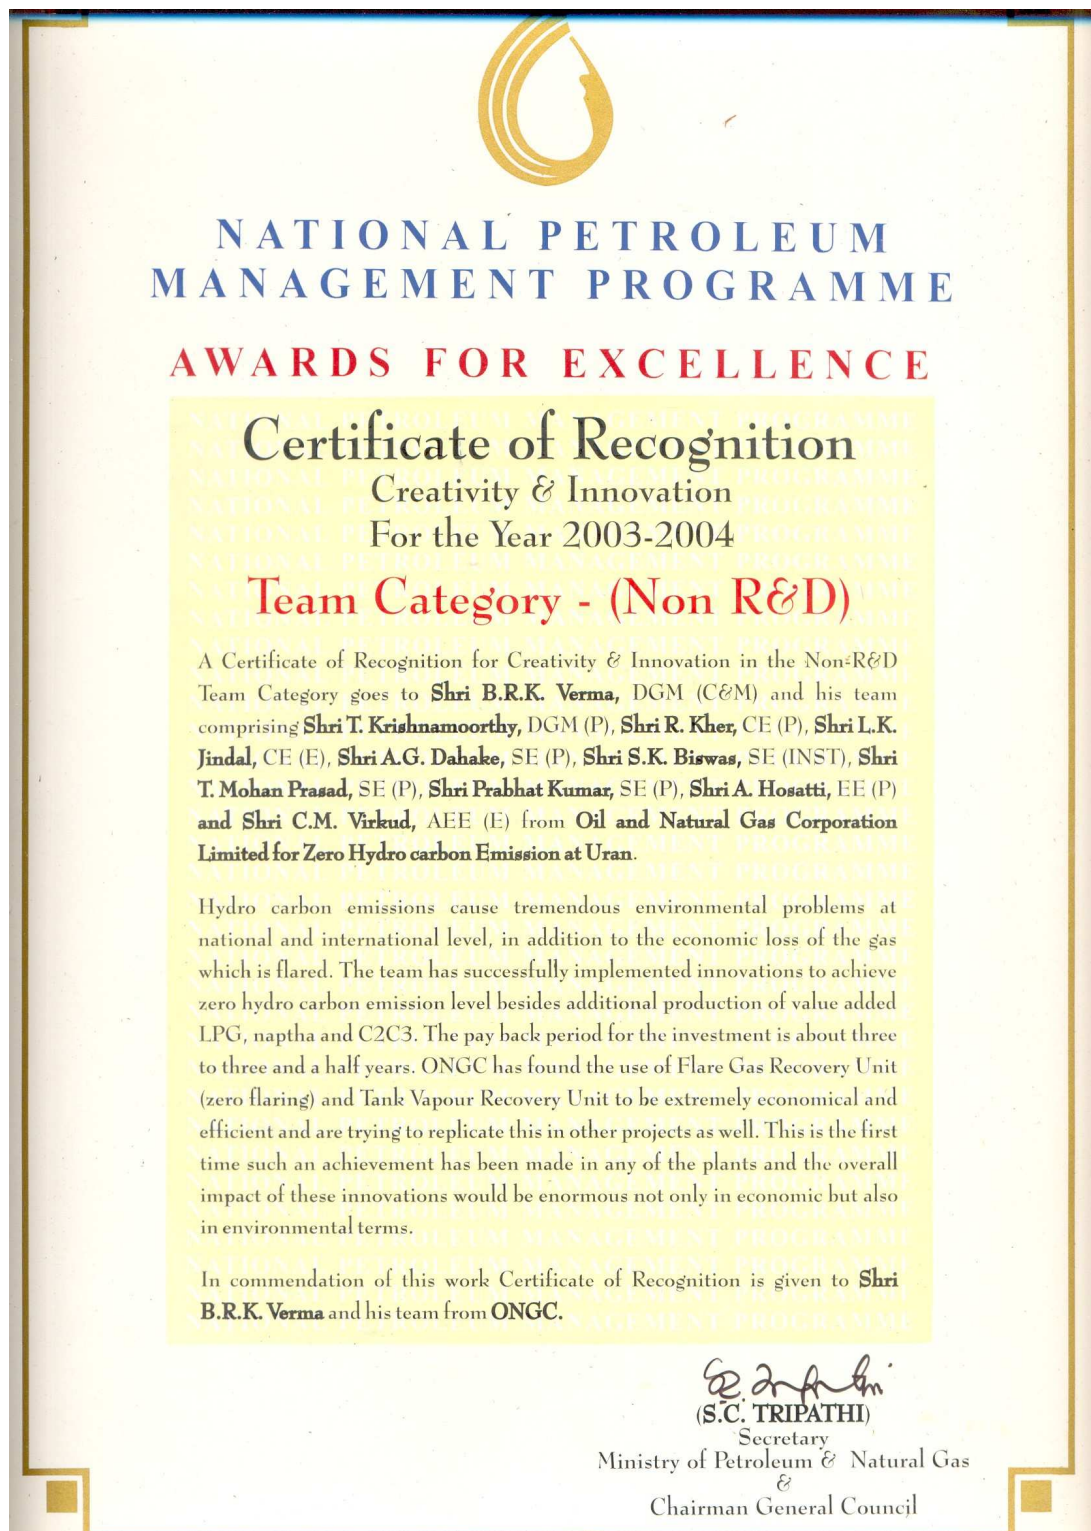 NATIONAL PETROLEUM
MANAGEMENT PROGRAMME
AWARDS FOR EXCELLENCE
Certificate of Recognition
Creativity & Innovation
For the Year 2003-2004
Team Category - (Non R&D)
A Certificate of Recognition for Creativity & Innovation in the Non-R&D
Team Category goes to Shri B.R.K. Verma, DGM (C&M) and his team
comprising Shri T. Krishnamoorthy, DGM (P), Shri R. Kher, CE (P), Shri L.K.
Jindal, CE (E), Shri A.G. Dahake, SE (P), Shri S.K. Biswas, SE (INST), Shri
T. Mohan Prasad, SE (P), Shri Prabhat Kumar, SE (P), Shri A. Hosatti, EE (P)
and Shri C.M. Virkud, AEE (E) from Oil and Natural Gas Corporation
Limited for Zero Hydro carbon Emission at Uran.
Hydro carbon emissions cause tremendous environmental problems at
national and international level, in addition to the economic loss of the gas
which is flared. The team has successfully implemented innovations to achieve
zero hydro carbon emission level besides additional production of value added
LPG, naptha and C2C3. The pay back period for the investment is about three
to three and a half years. ONGC has found the use of Flare Gas Recovery Unit
(zero flaring) and Tank Vapour Recovery Unit to be extremely economical and
efficient and are trying to replicate this in other projects as well. This is the first
time such an achievement has been made in any of the plants and the overall
impact of these innovations would be enormous not only in economic but also
in environmental terms.
In commendation of this work Certificate of Recognition is given to Shri
B.R.K. Verma and his team from ONGC.
(S.C. TRIPATHI)
Secretary
Ministry of Petroleum & Natural Gas
&
Chairman General Council